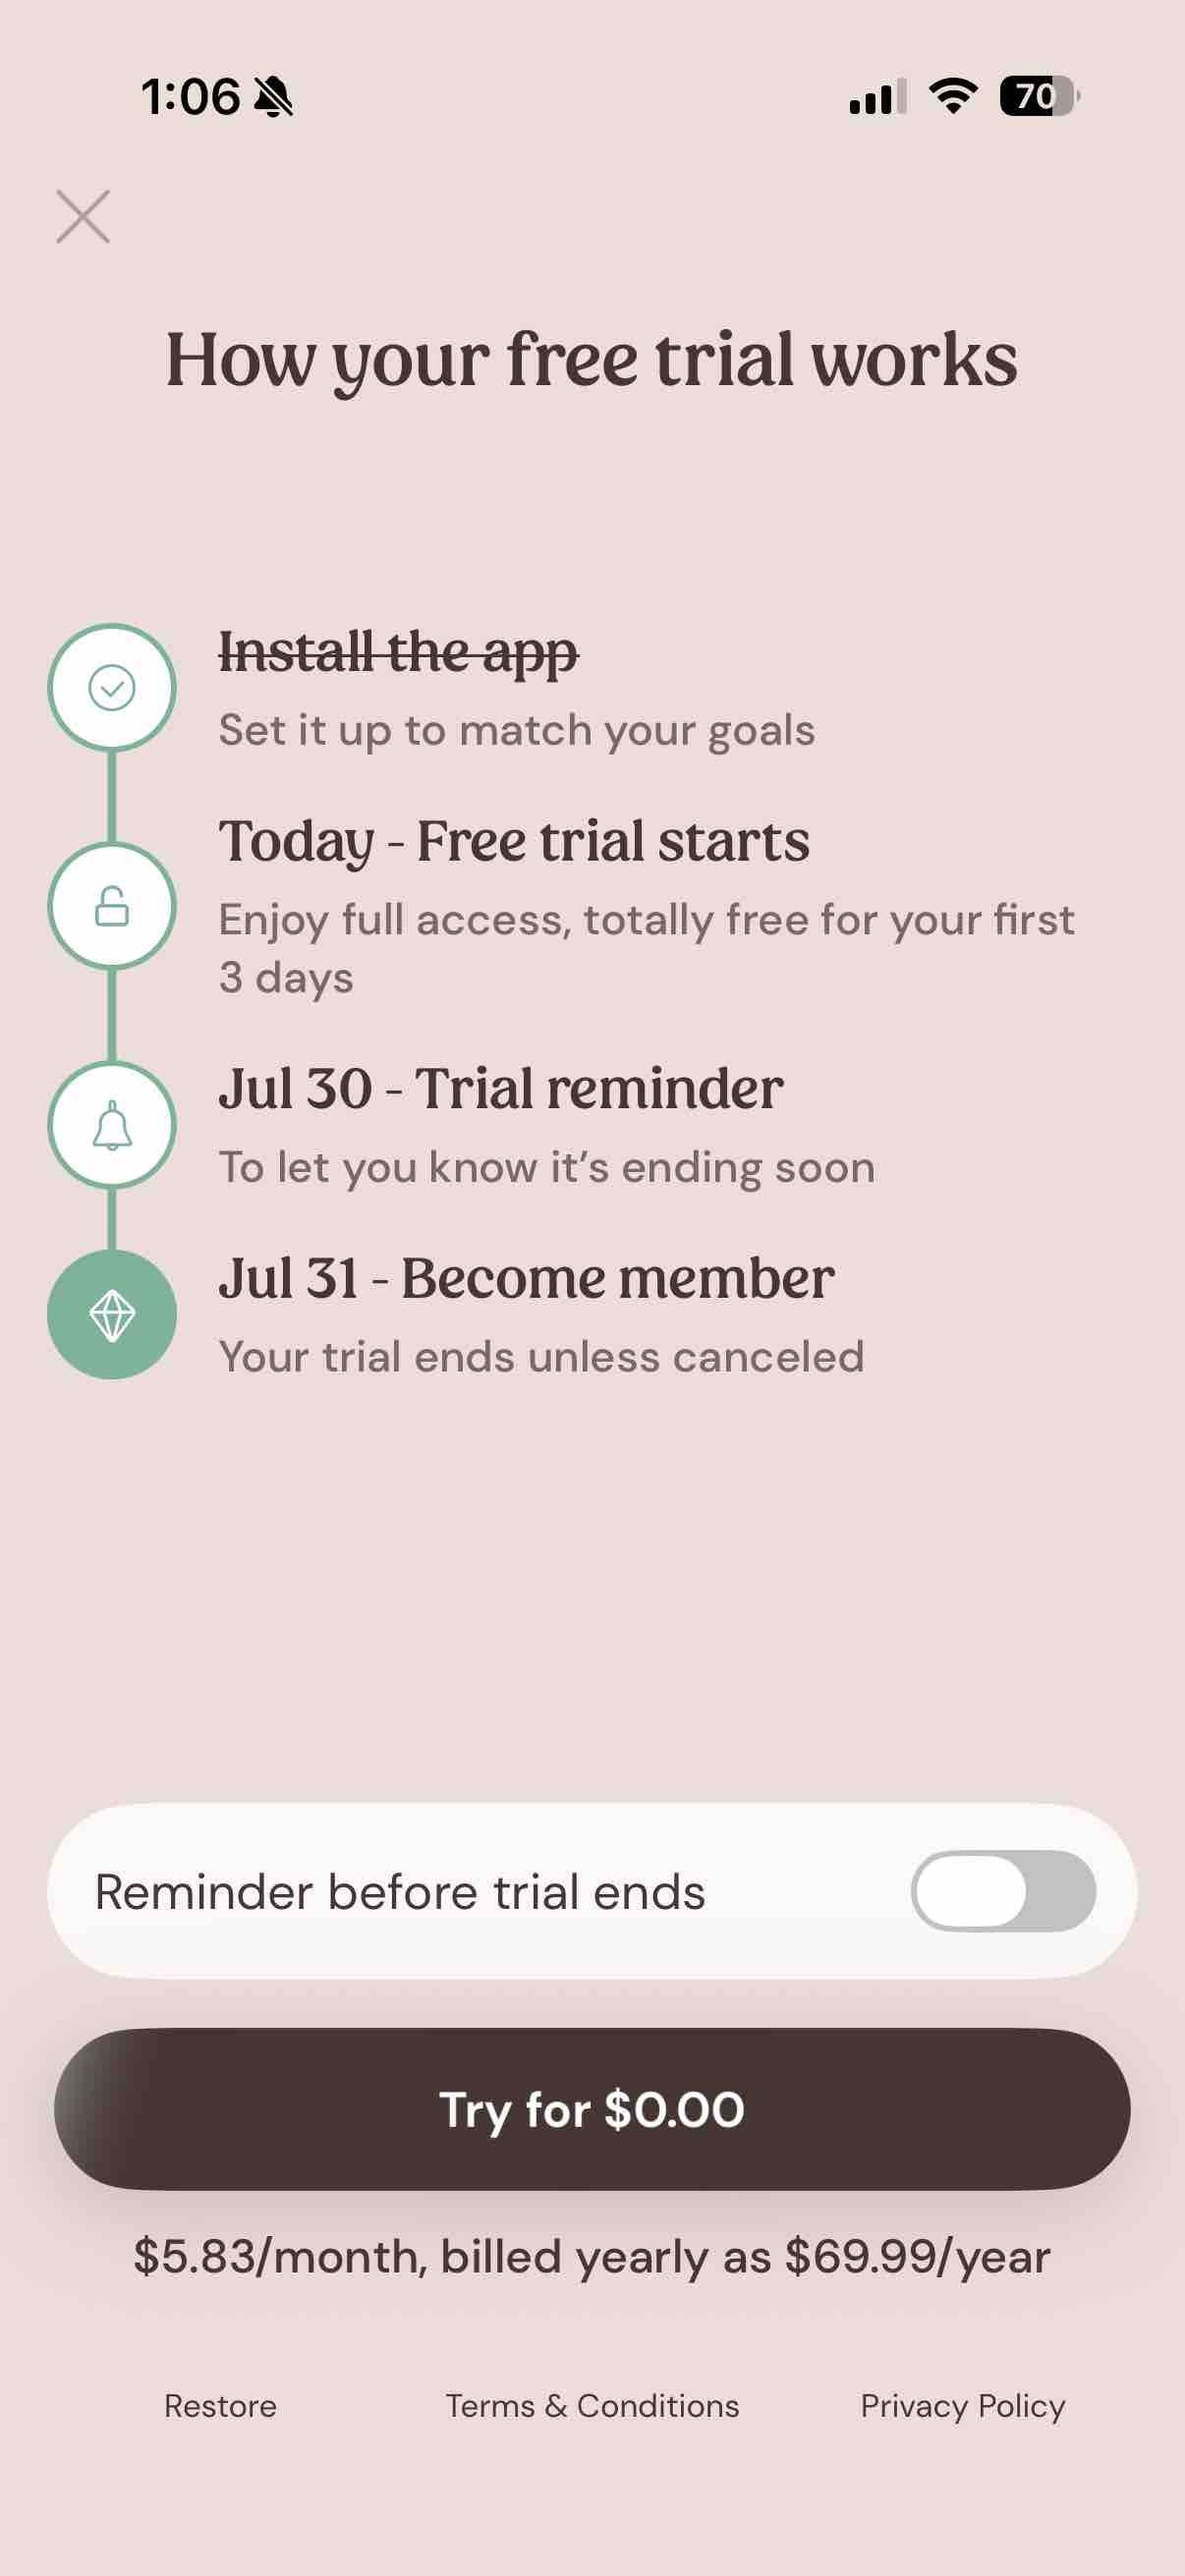 1:06
70
How your free trial works
Install the app
Set it up to match your goals
Today - Free trial starts
Enjoy full access, totally free for your first
3 days
Jul 30 - Trial reminder
To let you know it’s ending soon
Jul 31 - Become member
Your trial ends unless canceled
Reminder before trial ends
Try for $0.00
$5.83/month, billed yearly as $69.99/year
Restore Terms & Conditions Privacy Policy